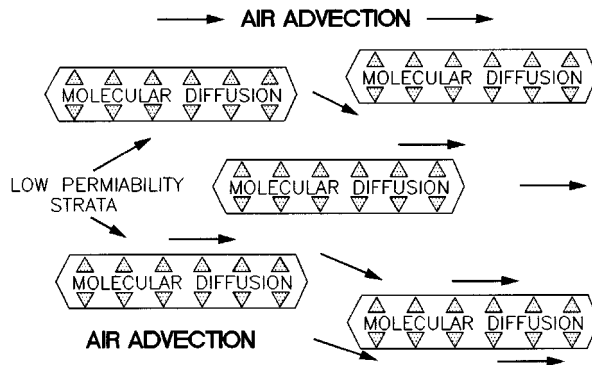 AIR ADVECTION
MOLECULAR DIFFUSION
MOLECULAR DIFFUSION
LOW PERMIABILITY
STRATA
MOLECULAR DIFFUSION
MOLECULAR DIFFUSION
MOLECULAR DIFFUSION
AIR ADVECTION